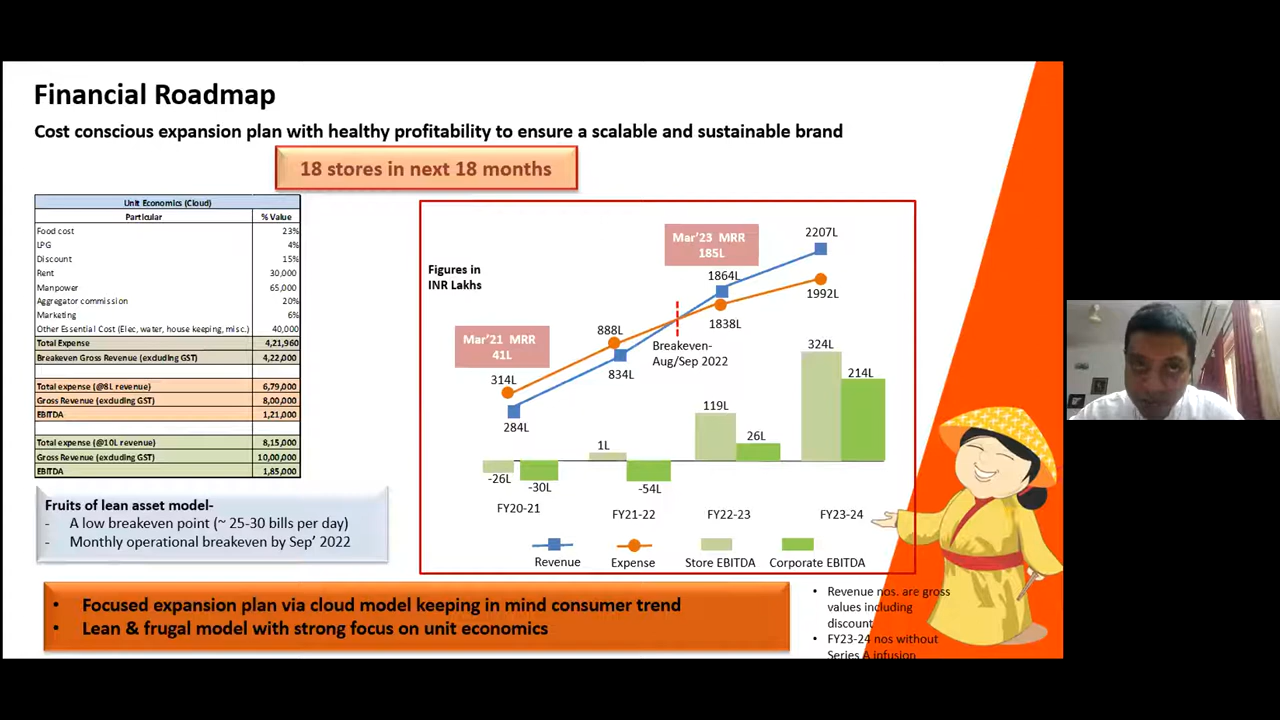 Financial Roadmap
Cost conscious expansion plan with healthy profitability to ensure a scalable and sustainable brand
18 stores in next 18 months
Unit Economics (Cloud)
Particular % Value
Food cost 23%
LPG 4%
Discount 15%
Rent 30,000
Manpower 65,000
Aggregator commission 20%
Marketing 6%
Other Essential Cost (Elec, water, house keeping, misc.) 40,000
Total Expense 4,21,960
Breakeven Gross Revenue (excluding GST) 4,22,000
Total expense (@8L revenue) 6,79,000
Gross Revenue (excluding GST) 8,00,000
EBITDA 1,21,000
Total expense (@10L revenue) 8,15,000
Gross Revenue (excluding GST) 10,00,000
EBITDA 1,85,000
Fruits of lean asset model-
- A low breakeven point (~ 25-30 bills per day)
- Monthly operational breakeven by Sep' 2022
Figures in
INR Lakhs
Mar'21 MRR
41L
Mar'23 MRR
185L
314L
284L
888L
834L
Breakeven-
Aug/Sep 2022
1864L
1838L
2207L
1992L
-26L
-30L
1L
-54L
119L
26L
324L
214L
FY20-21
FY21-22
FY22-23
FY23-24
Revenue
Expense
Store EBITDA
Corporate EBITDA
• Focused expansion plan via cloud model keeping in mind consumer trend
• Lean & frugal model with strong focus on unit economics
• Revenue nos. are gross
values including
discount
• FY23-24 nos without
Series A infusion